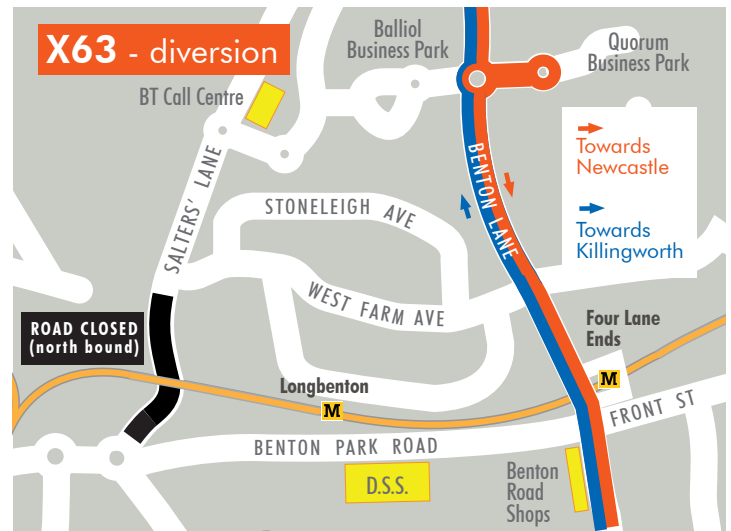 X63 - diversion
Balliol
Business Park
Quorum
Business Park
BT Call Centre
Towards
Newcastle
Towards
Killingworth
BENTON LANE
SALTERS' LANE
STONELEIGH AVE
WEST FARM AVE
ROAD CLOSED
(north bound)
Four Lane
Ends
M
Longbenton
M
FRONT ST
BENTON PARK ROAD
D.S.S.
Benton
Road
Shops